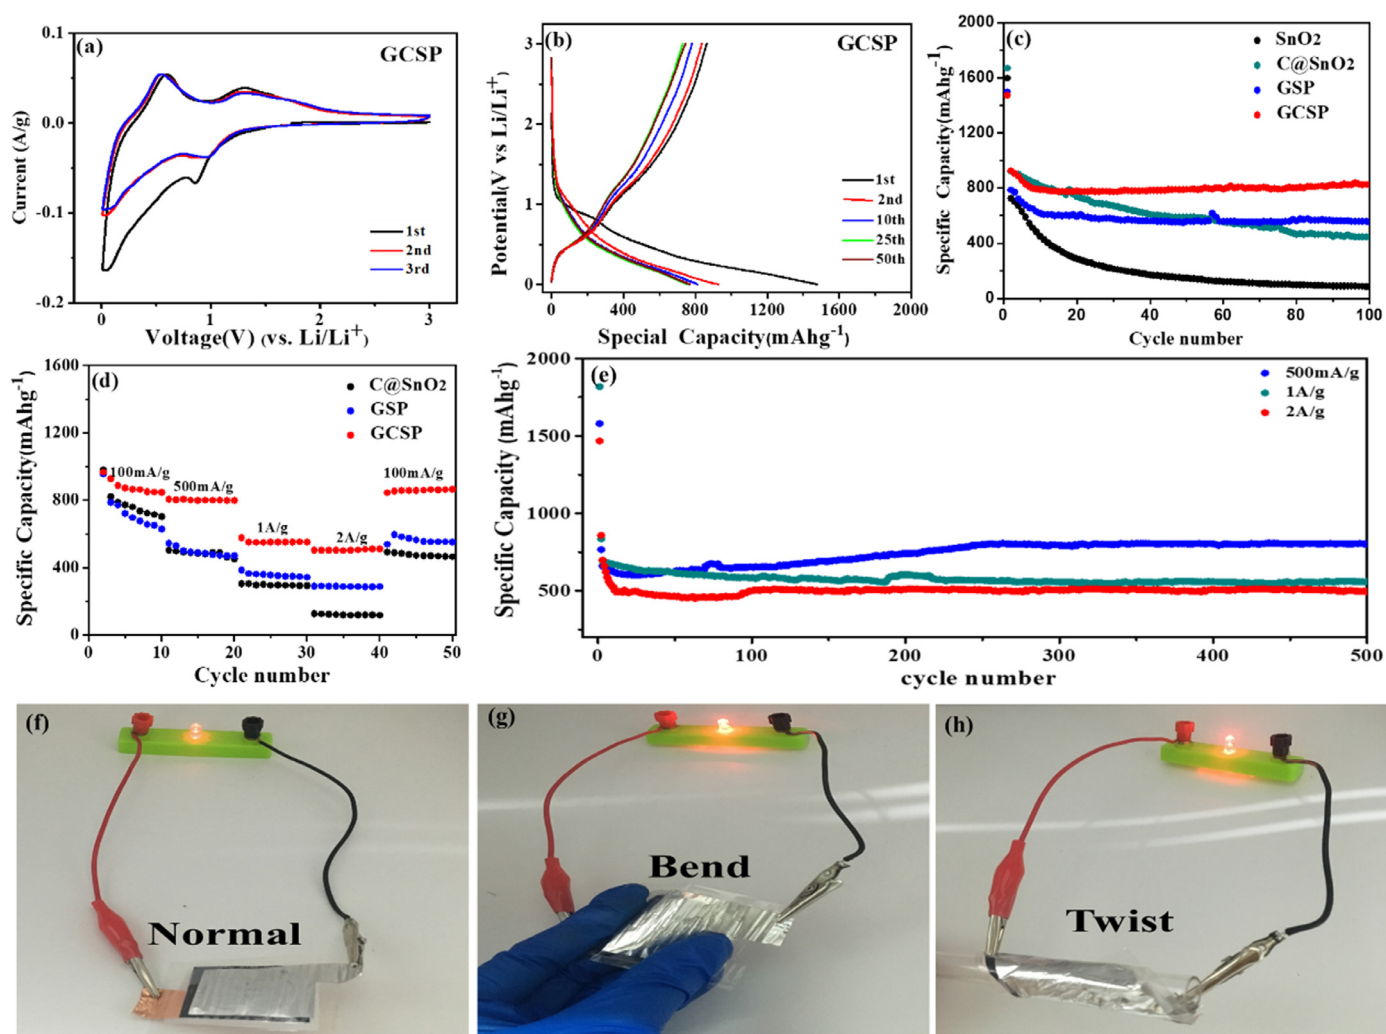 (a)
GCSP
0.1
0.0
-0.1
-0.2
Current (A/g)
1st
2nd
3rd
0
1
2
3
Voltage(V) (vs. Li/Li+)
(b)
GCSP
3
2
1
0
Potential(V vs Li/Li+)
1st
2nd
10th
25th
50th
0
400
800
1200
1600
2000
Special Capacity(mAhg-1)
(c)
2000
1600
1200
800
400
0
Specific Capacity(mAhg-1)
SnO2
C@SnO2
GSP
GCSP
0
20
40
60
80
100
Cycle number
(d)
1600
1200
800
400
0
Specific Capacity(mAhg-1)
C@SnO2
GSP
GCSP
100mA/g
500mA/g
1A/g
2A/g
100mA/g
0
10
20
30
40
50
Cycle number
(e)
2000
1500
1000
500
Specific Capacity (mAhg-1)
500mA/g
1A/g
2A/g
0
100
200
300
400
500
cycle number
(f)
Normal
(g)
Bend
(h)
Twist